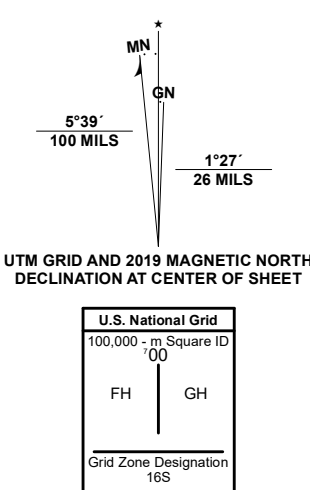 MN
GN
5°39´
100 MILS
1°27´
26 MILS
UTM GRID AND 2019 MAGNETIC NORTH
DECLINATION AT CENTER OF SHEET
U.S. National Grid
100,000 - m Square ID
⁷00
FH GH
Grid Zone Designation
16S